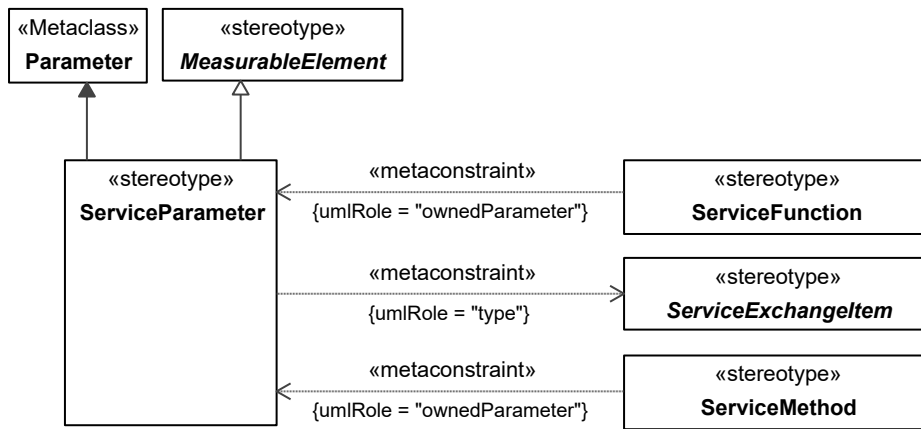 «Metaclass»
Parameter
«stereotype»
MeasurableElement
«stereotype»
ServiceParameter
«metaconstraint»
{umlRole = "ownedParameter"}
«stereotype»
ServiceFunction
«metaconstraint»
{umlRole = "type"}
«stereotype»
ServiceExchangeItem
«metaconstraint»
{umlRole = "ownedParameter"}
«stereotype»
ServiceMethod